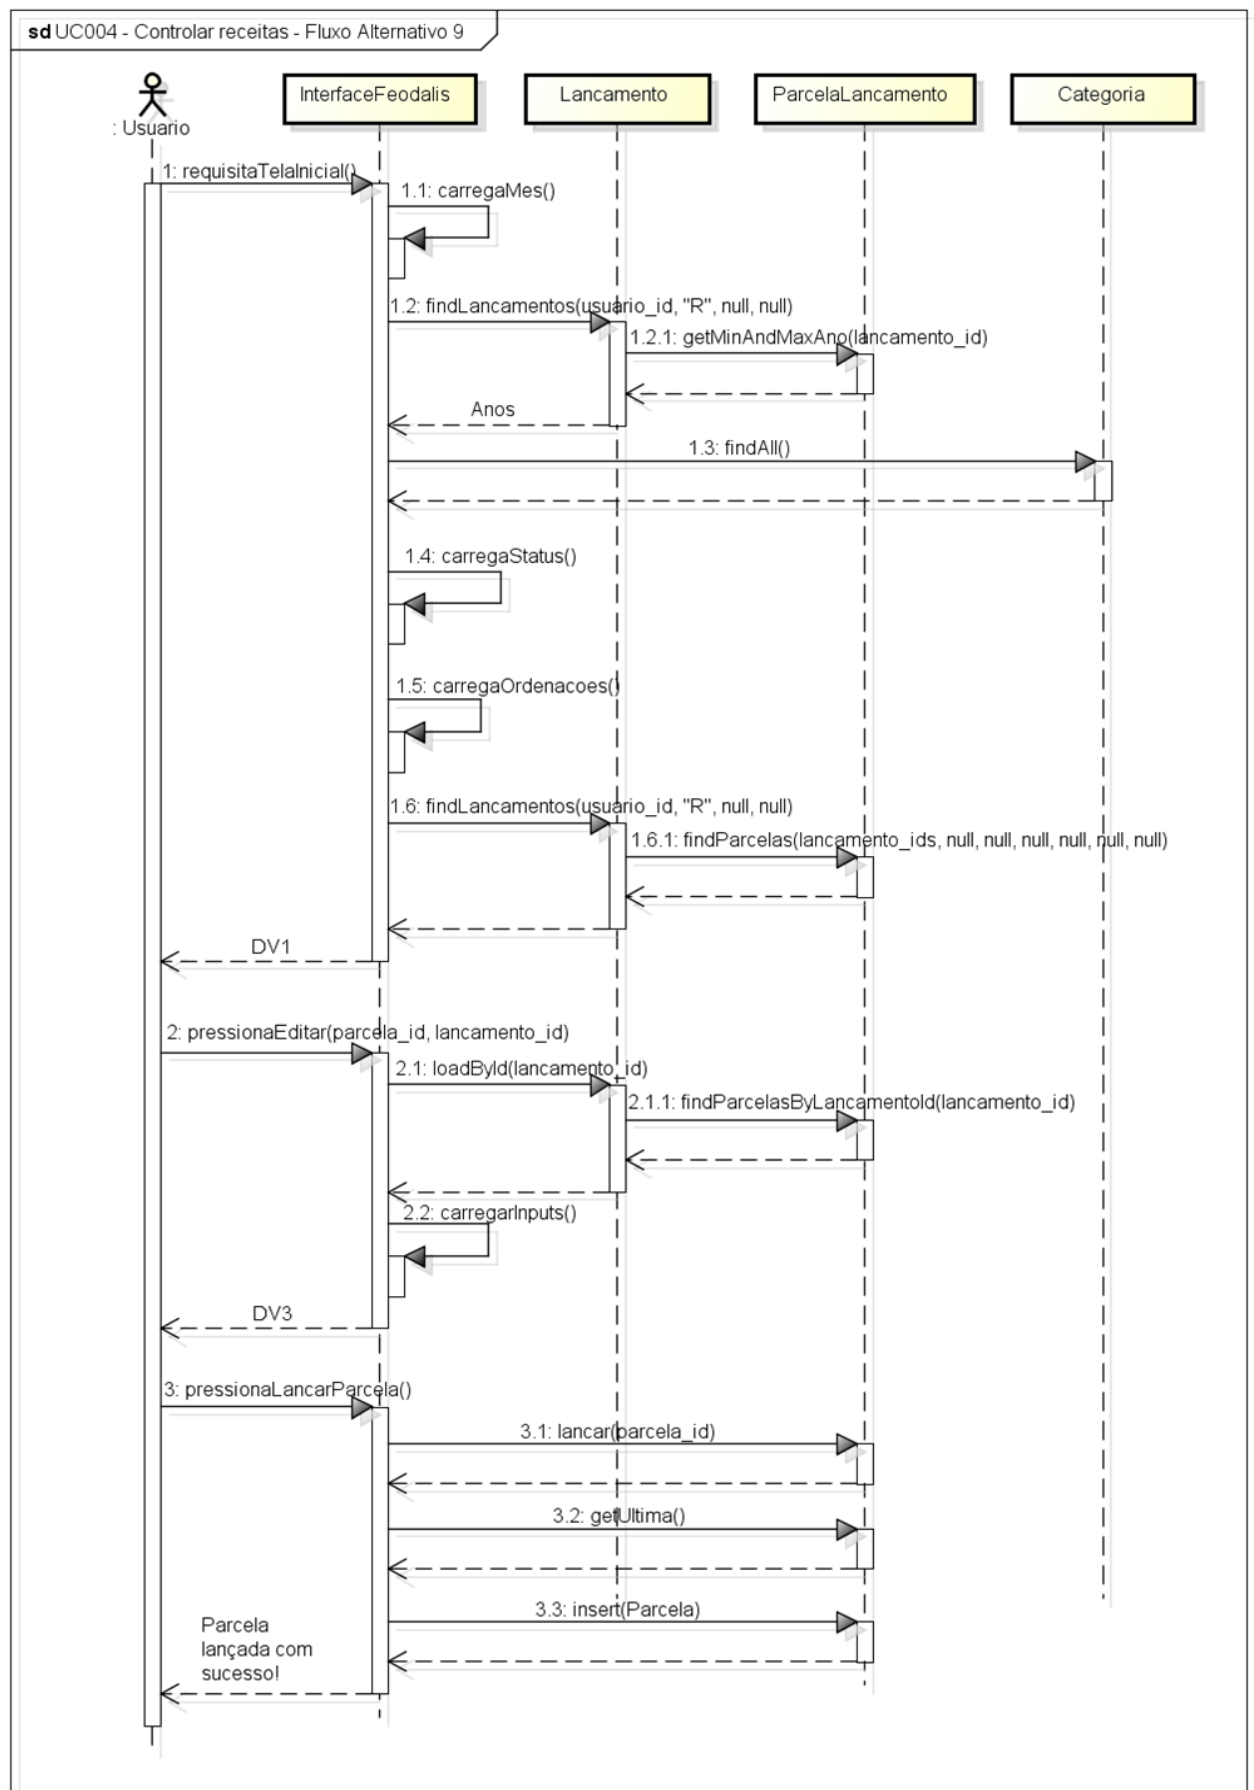 sd UC004 - Controlar receitas - Fluxo Alternativo 9
: Usuario
InterfaceFeodalis
Lancamento
ParcelaLancamento
Categoria
1: requisitaTelaInicial()
1.1: carregaMes()
1.2: findLancamentos(usuario_id, "R", null, null)
1.2.1: getMinAndMaxAno(lancamento_id)
Anos
1.3: findAll()
1.4: carregaStatus()
1.5: carregaOrdenacoes()
1.6: findLancamentos(usuario_id, "R", null, null)
1.6.1: findParcelas(lancamento_ids, null, null, null, null, null, null)
DV1
2: pressionaEditar(parcela_id, lancamento_id)
2.1: loadById(lancamento_id)
2.1.1: findParcelasByLancamentoId(lancamento_id)
2.2: carregarInputs()
DV3
3: pressionaLancarParcela()
3.1: lancar(parcela_id)
3.2: getUltima()
3.3: insert(Parcela)
Parcela
lançada com
sucesso!